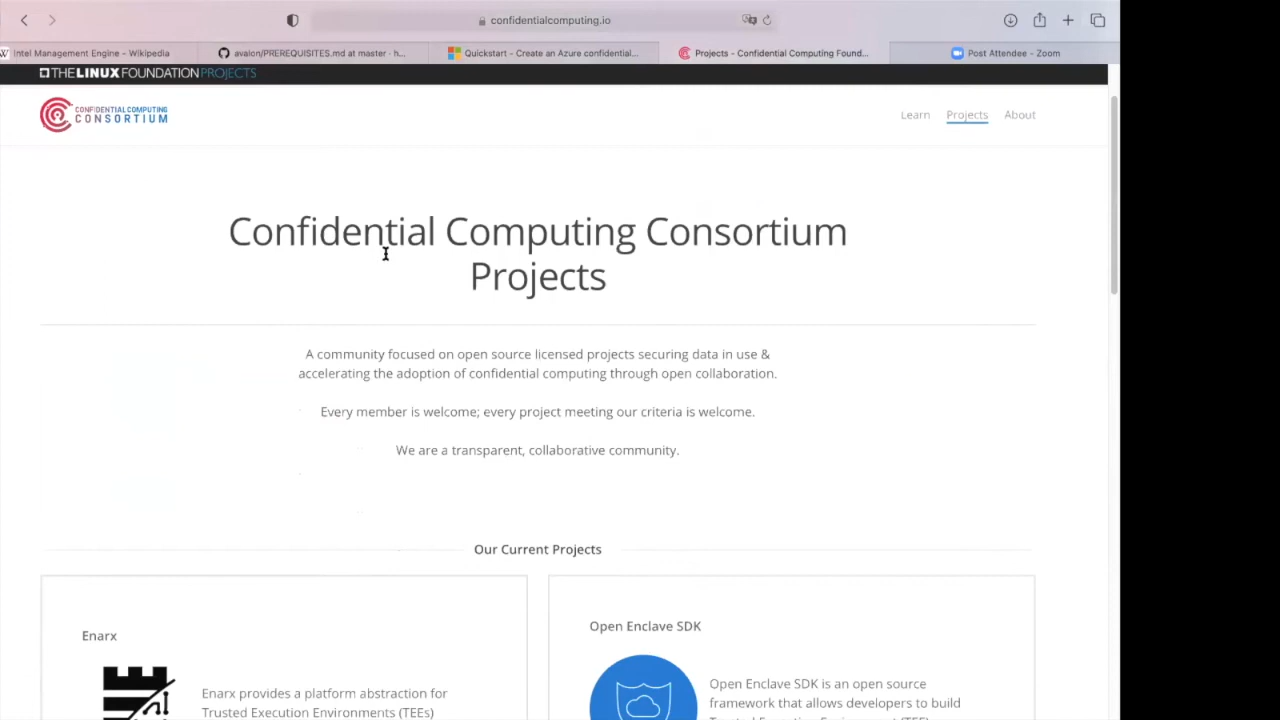 confidentialcomputing.io
Intel Management Engine – Wikipedia
avalon/PREREQUISITES.md at master · h...
Quickstart - Create an Azure confidential...
Projects - Confidential Computing Found...
Post Attendee - Zoom
THE LINUX FOUNDATION PROJECTS
CONFIDENTIAL COMPUTING
CONSORTIUM
Learn
Projects
About
Confidential Computing Consortium
Projects
A community focused on open source licensed projects securing data in use &
accelerating the adoption of confidential computing through open collaboration.
Every member is welcome; every project meeting our criteria is welcome.
We are a transparent, collaborative community.
Our Current Projects
Enarx
Enarx provides a platform abstraction for
Trusted Execution Environments (TEEs)
Open Enclave SDK
Open Enclave SDK is an open source
framework that allows developers to build
Trusted Execution Environment (TEE)